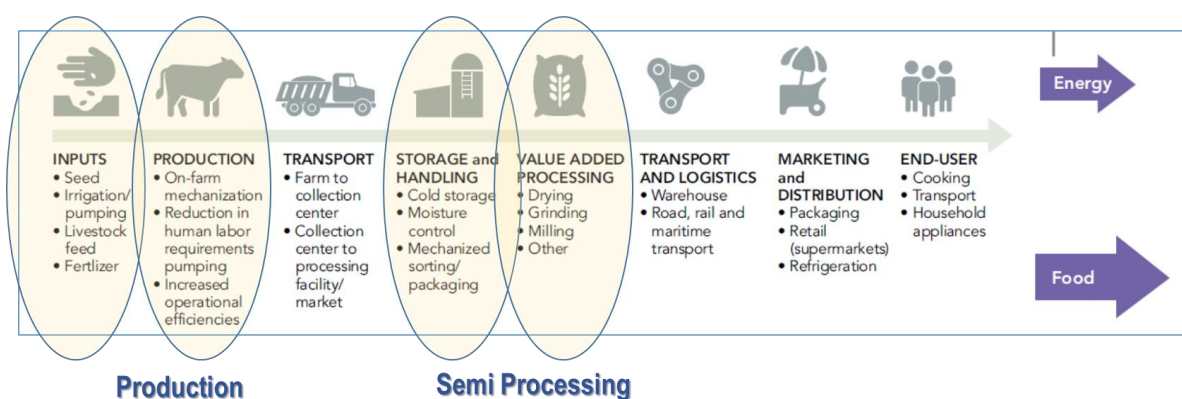 INPUTS
• Seed
• Irrigation/
pumping
• Livestock
feed
• Fertlizer
PRODUCTION
• On-farm
mechanization
• Reduction in
human labor
requirements
pumping
• Increased
operational
efficiencies
TRANSPORT
• Farm to
collection
center
• Collection
center to
processing
facility/
market
STORAGE and
HANDLING
• Cold storage
• Moisture
control
• Mechanized
sorting/
packaging
VALUE ADDED
PROCESSING
• Drying
• Grinding
• Milling
• Other
TRANSPORT
AND LOGISTICS
• Warehouse
• Road, rail and
maritime
transport
MARKETING
and
DISTRIBUTION
• Packaging
• Retail
(supermarkets)
• Refrigeration
END-USER
• Cooking
• Transport
• Household
appliances
Energy
Food
Production
Semi Processing